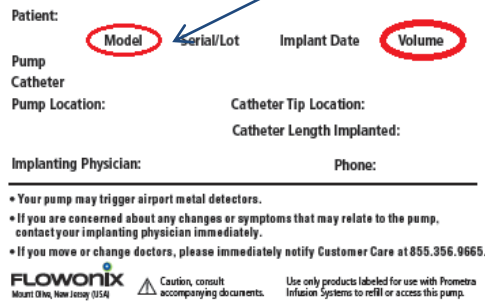 Patient:
Model Serial/Lot Implant Date Volume
Pump
Catheter
Pump Location: Catheter Tip Location:
Catheter Length Implanted:
Implanting Physician: Phone:
• Your pump may trigger airport metal detectors.
• If you are concerned about any changes or symptoms that may relate to the pump,
contact your implanting physician immediately.
• If you move or change doctors, please immediately notify Customer Care at 855.356.9665.
FLOWONIX
Mount Olive, New Jersey (USA)
Caution, consult
accompanying documents.
Use only products labeled for use with Prometra
Infusion Systems to refill or access this pump.